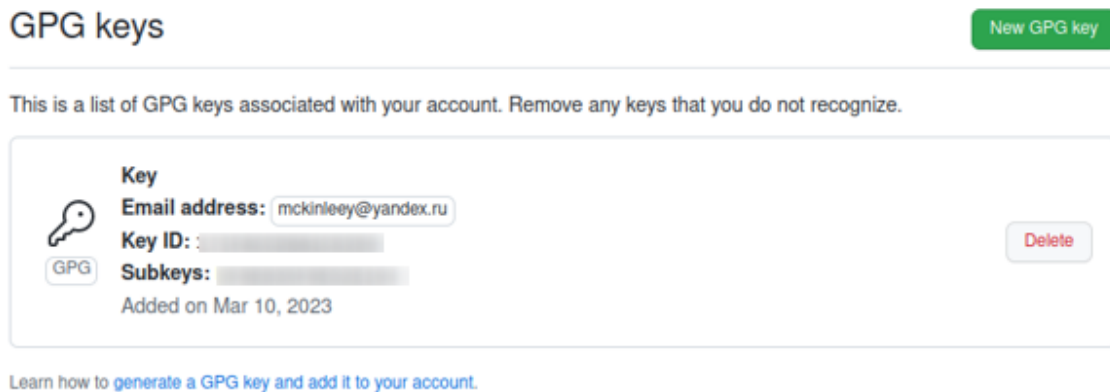 GPG keys
New GPG key
This is a list of GPG keys associated with your account. Remove any keys that you do not recognize.
Key
Email address: mckinleey@yandex.ru
Key ID:
GPG
Subkeys:
Added on Mar 10, 2023
Delete
Learn how to generate a GPG key and add it to your account.